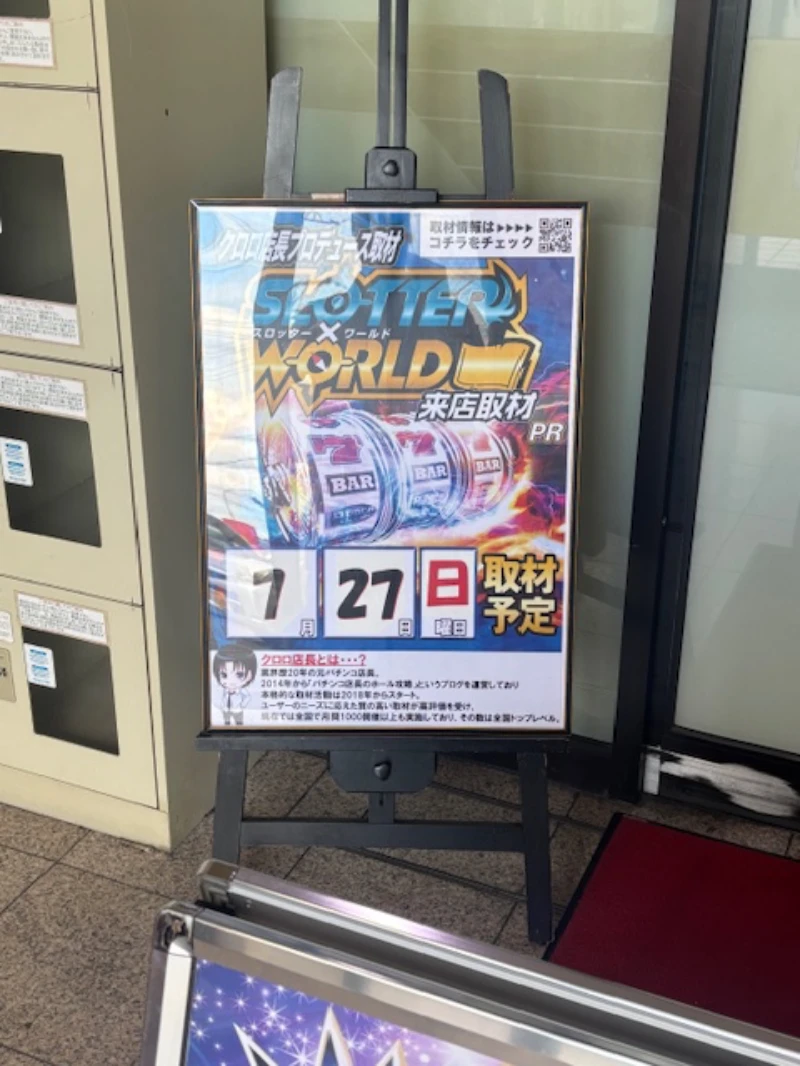 取材情報は▶▶▶▶
コチラをチェック
クロロ店長プロデュース取材
SLOTTER
スロッター×ワールド
WORLD
来店取材
PR
7
7
BAR
BAR
BAR
7月 27日 日曜日
取材
予定
クロロ店長とは・・・?
業界歴20年の元パチンコ店長。
2014年から「パチンコ店長のホール攻略」というブログを運営しており
本格的な取材活動は2018年からスタート。
ユーザーのニーズに応えた質の高い取材が高評価を受け、
現在では全国で月間1000開催以上も実施しており、その数は全国トップレベル。